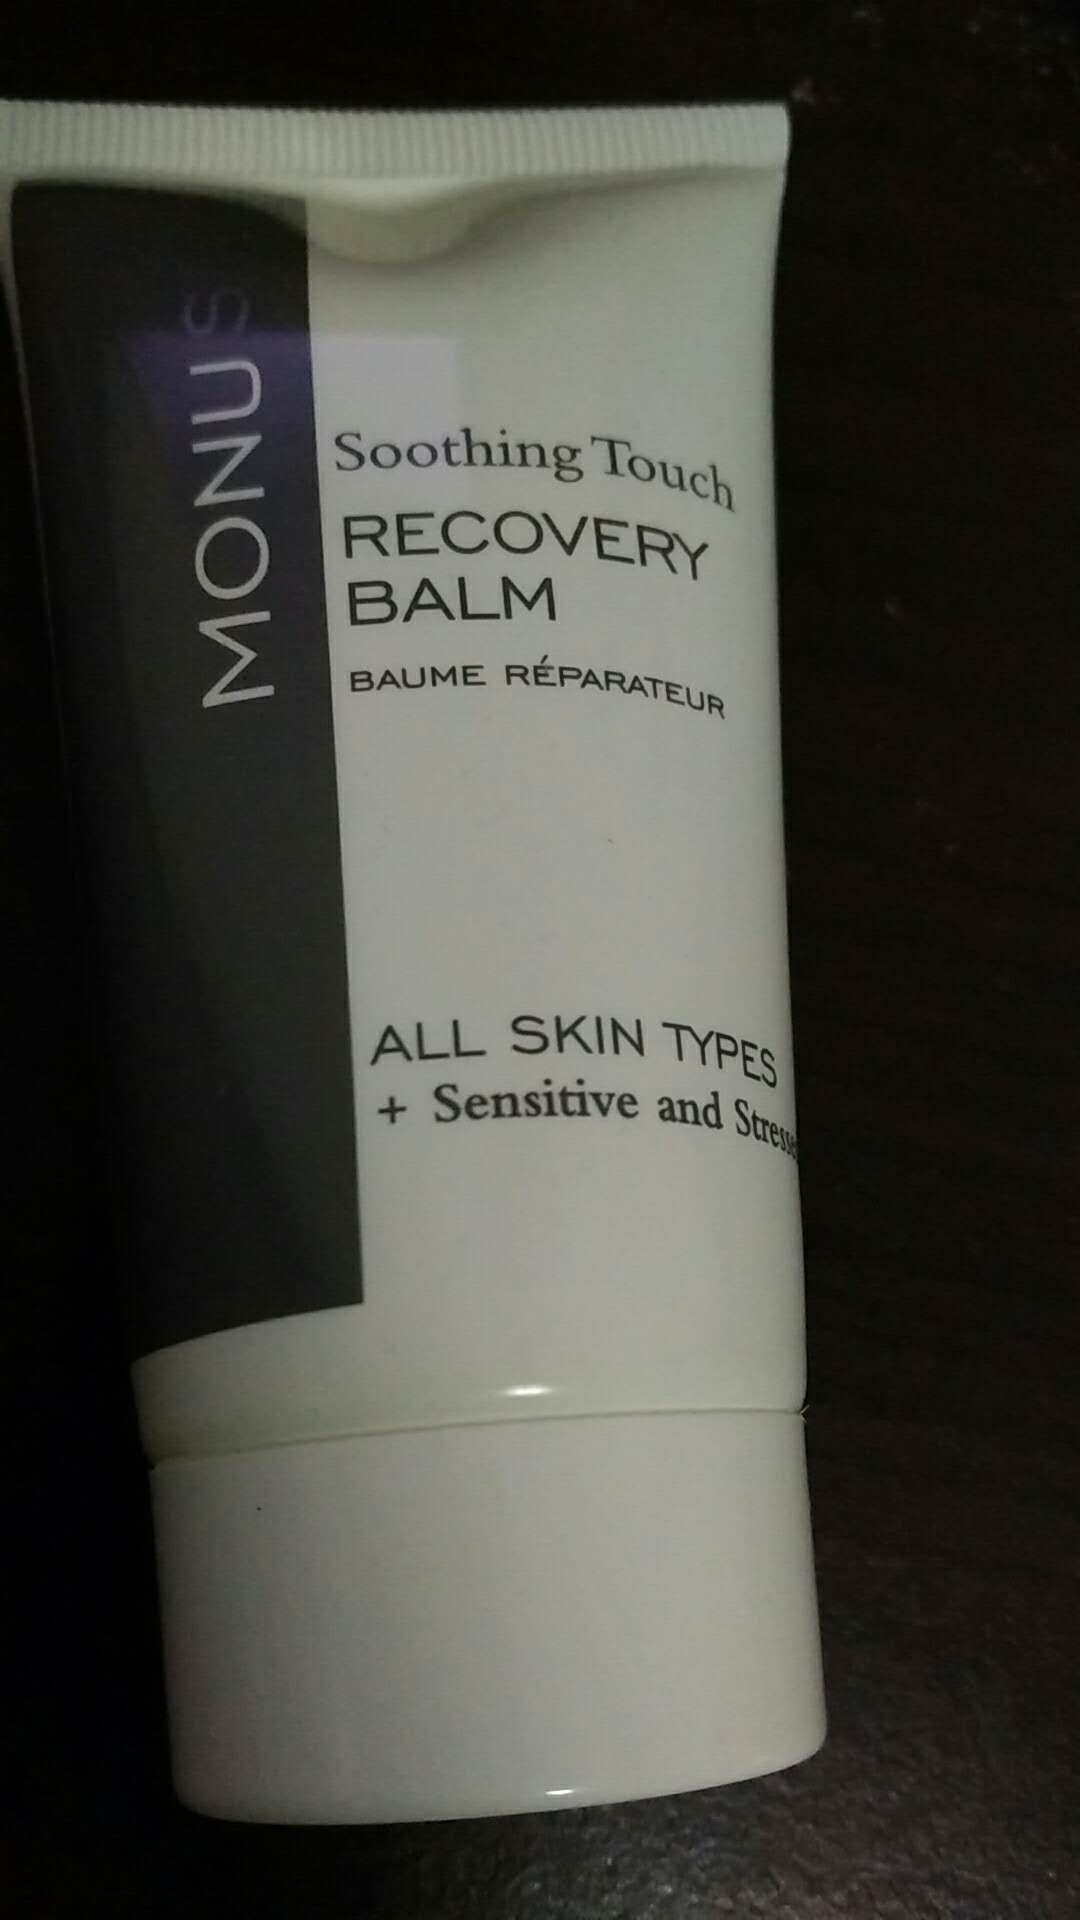 MONUS
Soothing Touch
RECOVERY
BALM
BAUME RÉPARATEUR
ALL SKIN TYPES
+ Sensitive and